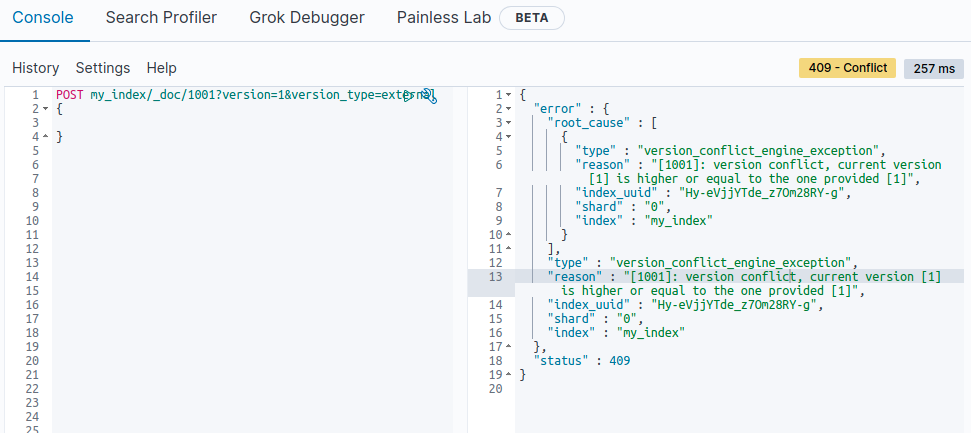 Console Search Profiler Grok Debugger Painless Lab BETA
History Settings Help 409 - Conflict 257 ms
1 POST my_index/_doc/1001?version=1&version_type=external
2 {
3
4 }
5
6
7
8
9
10
11
12
13
14
15
16
17
18
19
20
21
22
23
24
25
1 {
2 "error" : {
3 "root_cause" : [
4 {
5 "type" : "version_conflict_engine_exception",
6 "reason" : "[1001]: version conflict, current version
[1] is higher or equal to the one provided [1]",
7 "index_uuid" : "Hy-eVjjYTde_z7Om28RY-g",
8 "shard" : "0",
9 "index" : "my_index"
10 }
11 ],
12 "type" : "version_conflict_engine_exception",
13 "reason" : "[1001]: version conflict, current version [1]
is higher or equal to the one provided [1]",
14 "index_uuid" : "Hy-eVjjYTde_z7Om28RY-g",
15 "shard" : "0",
16 "index" : "my_index"
17 },
18 "status" : 409
19 }
20